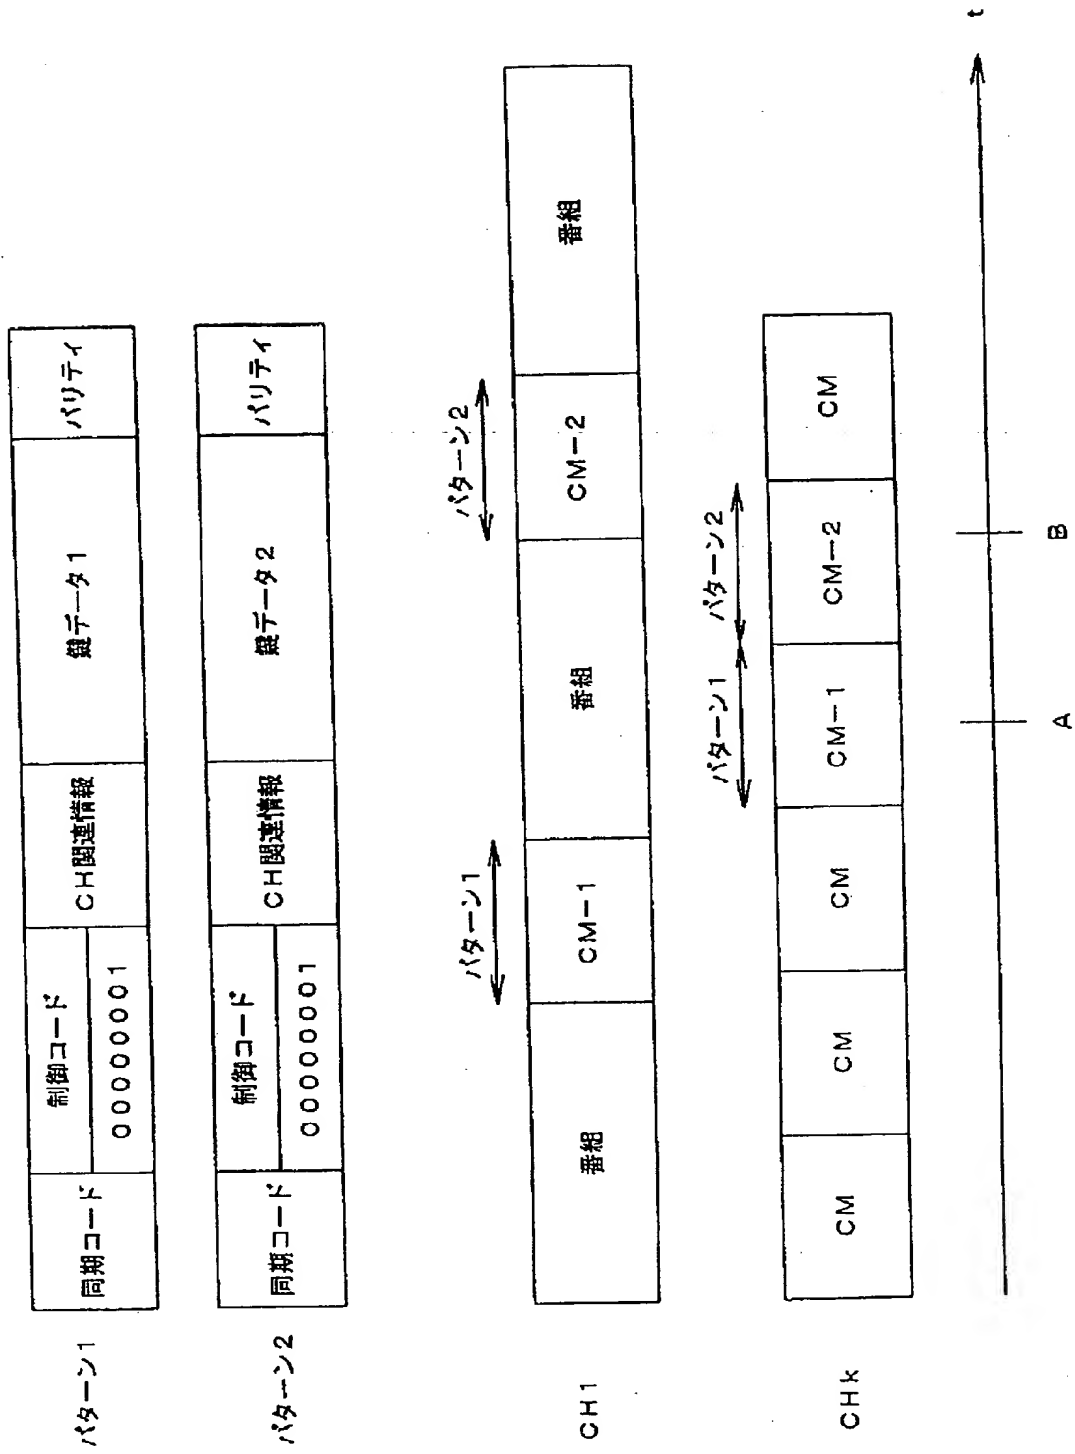 パターン1
同期コード
制御コード
00000001
CH関連情報
鍵データ1
パリティ
パターン2
同期コード
制御コード
00000001
CH関連情報
鍵データ2
パリティ
パターン1
パターン2
CH1
番組
CM-1
番組
CM-2
番組
パターン1
パターン2
CHk
CM
CM
CM
CM-1
CM-2
CM
t
A
B